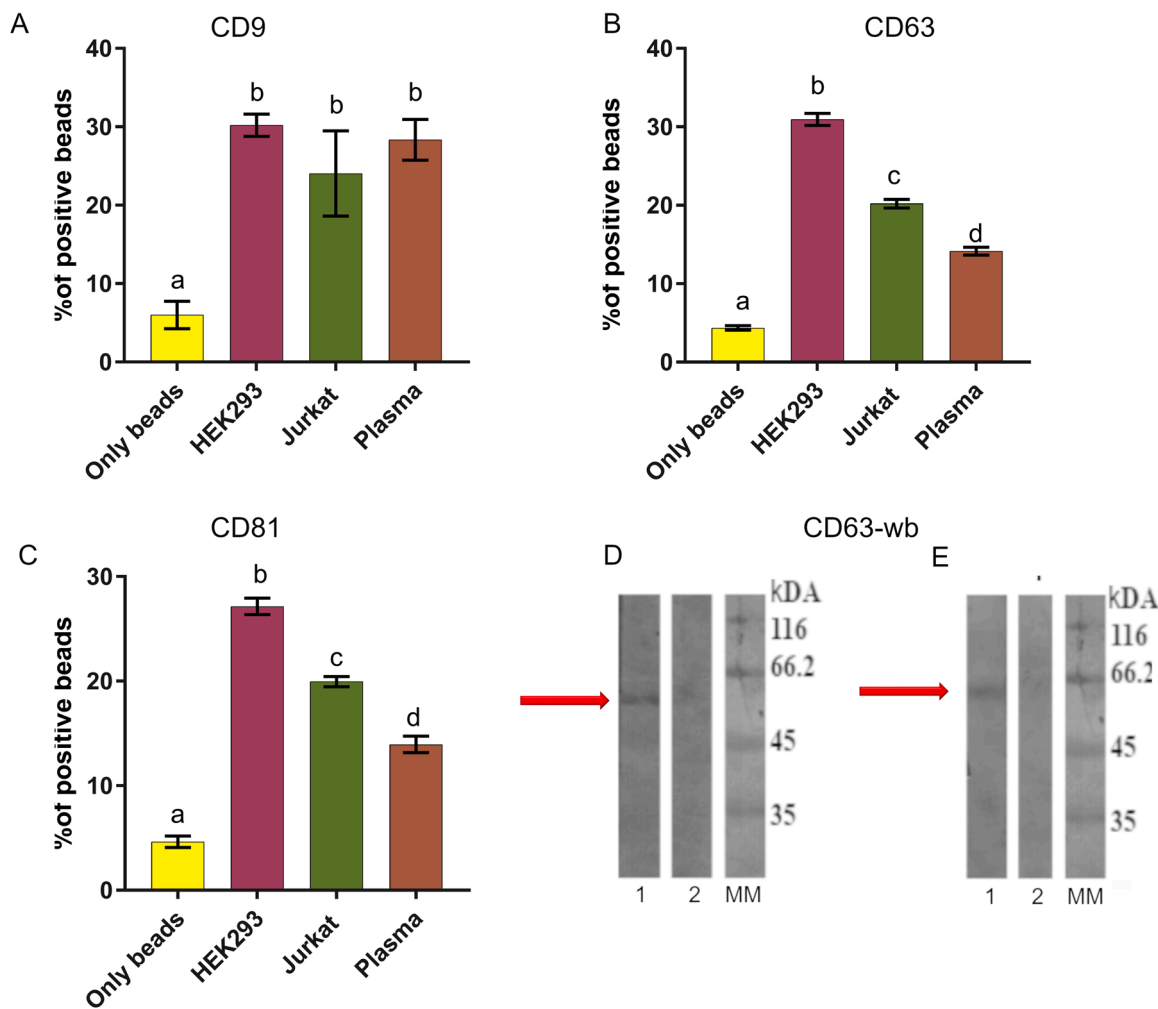 A
CD9
%of positive beads
40
30
20
10
0
a
b
b
b
Only beads
HEK293
Jurkat
Plasma
B
CD63
%of positive beads
40
30
20
10
0
a
b
c
d
Only beads
HEK293
Jurkat
Plasma
C
CD81
%of positive beads
30
20
10
0
a
b
c
d
Only beads
HEK293
Jurkat
Plasma
CD63-wb
D
kDA
116
66.2
45
35
1 2 MM
E
kDA
116
66.2
45
35
1 2 MM